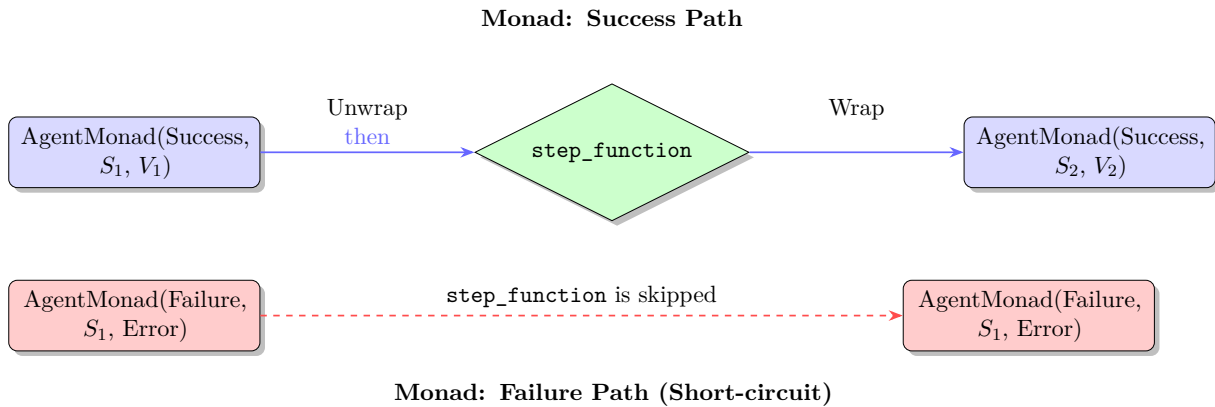 Monad: Success Path
Unwrap
then
Wrap
AgentMonad(Success,
S₁, V₁)
step_function
AgentMonad(Success,
S₂, V₂)
AgentMonad(Failure,
S₁, Error)
step_function is skipped
AgentMonad(Failure,
S₁, Error)
Monad: Failure Path (Short-circuit)